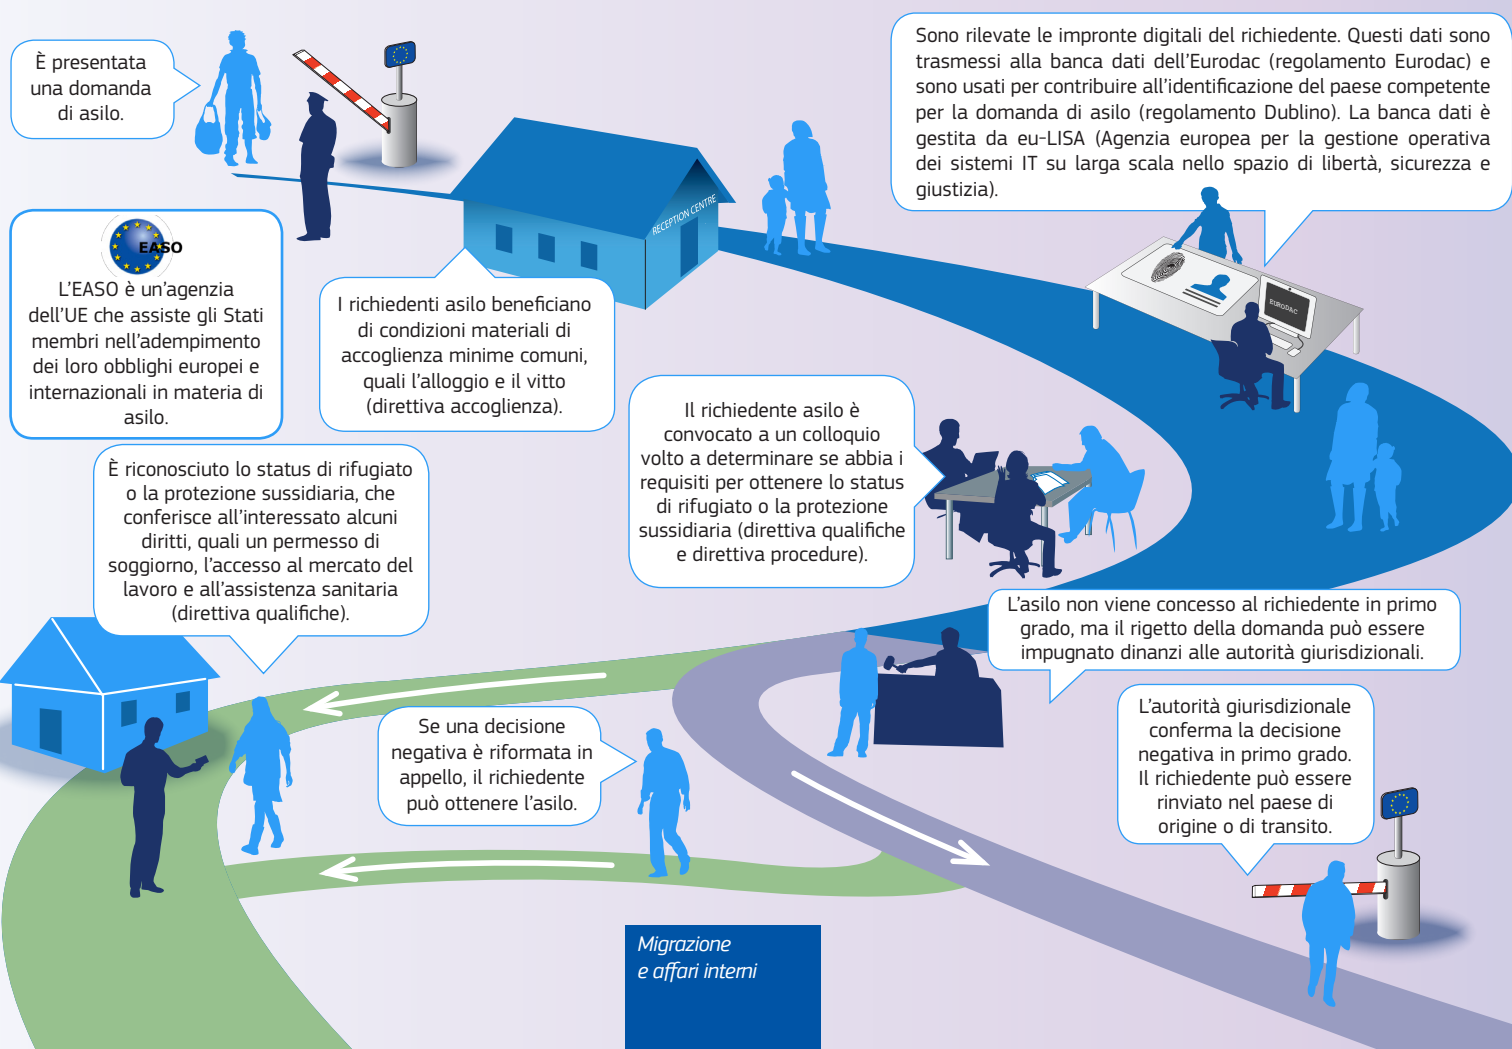 È presentata
una domanda
di asilo.
Sono rilevate le impronte digitali del richiedente. Questi dati sono
trasmessi alla banca dati dell'Eurodac (regolamento Eurodac) e
sono usati per contribuire all'identificazione del paese competente
per la domanda di asilo (regolamento Dublino). La banca dati è
gestita da eu-LISA (Agenzia europea per la gestione operativa
dei sistemi IT su larga scala nello spazio di libertà, sicurezza e
giustizia).
RECEPTION CENTRE
EURODAC
EASO
L'EASO è un'agenzia
dell'UE che assiste gli Stati
membri nell'adempimento
dei loro obblighi europei e
internazionali in materia di
asilo.
I richiedenti asilo beneficiano
di condizioni materiali di
accoglienza minime comuni,
quali l'alloggio e il vitto
(direttiva accoglienza).
Il richiedente asilo è
convocato a un colloquio
volto a determinare se abbia i
requisiti per ottenere lo status
di rifugiato o la protezione
sussidiaria (direttiva qualifiche
e direttiva procedure).
È riconosciuto lo status di rifugiato
o la protezione sussidiaria, che
conferisce all'interessato alcuni
diritti, quali un permesso di
soggiorno, l'accesso al mercato del
lavoro e all'assistenza sanitaria
(direttiva qualifiche).
L'asilo non viene concesso al richiedente in primo
grado, ma il rigetto della domanda può essere
impugnato dinanzi alle autorità giurisdizionali.
Se una decisione
negativa è riformata in
appello, il richiedente
può ottenere l'asilo.
L'autorità giurisdizionale
conferma la decisione
negativa in primo grado.
Il richiedente può essere
rinviato nel paese di
origine o di transito.
Migrazione
e affari interni